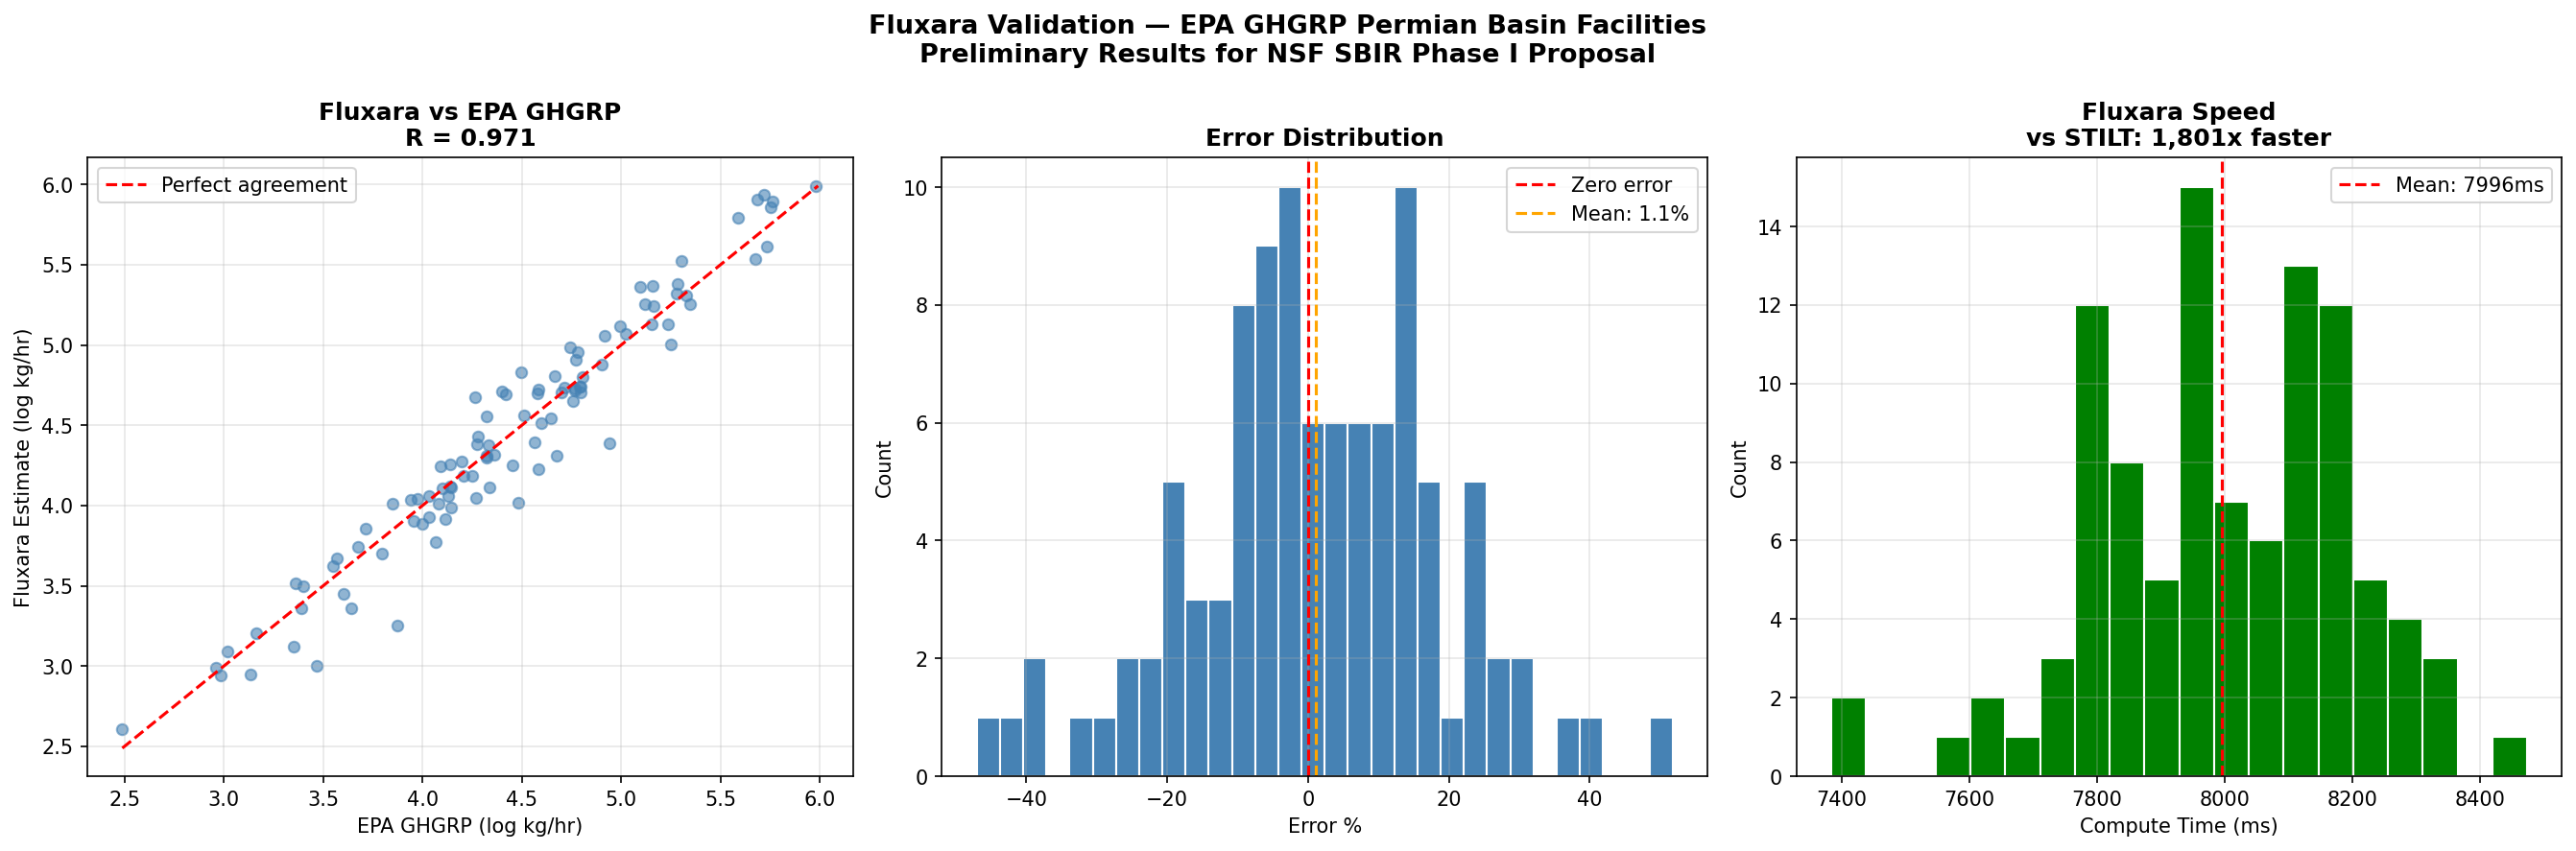 Fluxara Validation — EPA GHGRP Permian Basin Facilities
Preliminary Results for NSF SBIR Phase I Proposal
Fluxara vs EPA GHGRP
R = 0.971
Perfect agreement
6.0
5.5
5.0
4.5
4.0
3.5
3.0
2.5
Fluxara Estimate (log kg/hr)
2.5 3.0 3.5 4.0 4.5 5.0 5.5 6.0
EPA GHGRP (log kg/hr)
Error Distribution
Zero error
Mean: 1.1%
10
8
6
4
2
0
Count
−40 −20 0 20 40
Error %
Fluxara Speed
vs STILT: 1,801x faster
Mean: 7996ms
14
12
10
8
6
4
2
0
Count
7400 7600 7800 8000 8200 8400
Compute Time (ms)